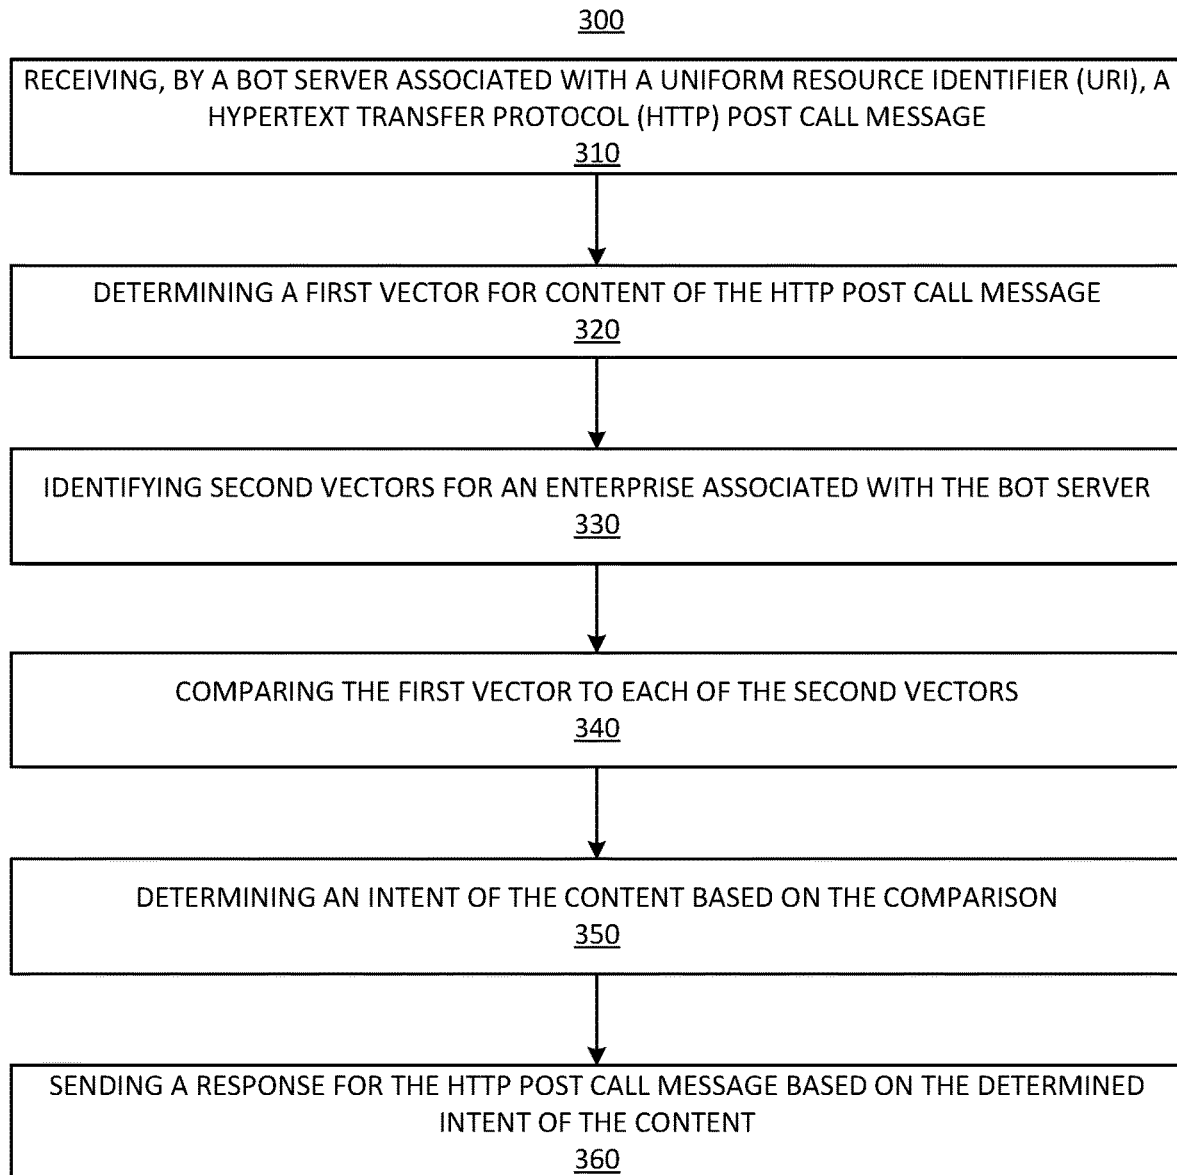 300
RECEIVING, BY A BOT SERVER ASSOCIATED WITH A UNIFORM RESOURCE IDENTIFIER (URI), A
HYPERTEXT TRANSFER PROTOCOL (HTTP) POST CALL MESSAGE
310
DETERMINING A FIRST VECTOR FOR CONTENT OF THE HTTP POST CALL MESSAGE
320
IDENTIFYING SECOND VECTORS FOR AN ENTERPRISE ASSOCIATED WITH THE BOT SERVER
330
COMPARING THE FIRST VECTOR TO EACH OF THE SECOND VECTORS
340
DETERMINING AN INTENT OF THE CONTENT BASED ON THE COMPARISON
350
SENDING A RESPONSE FOR THE HTTP POST CALL MESSAGE BASED ON THE DETERMINED
INTENT OF THE CONTENT
360